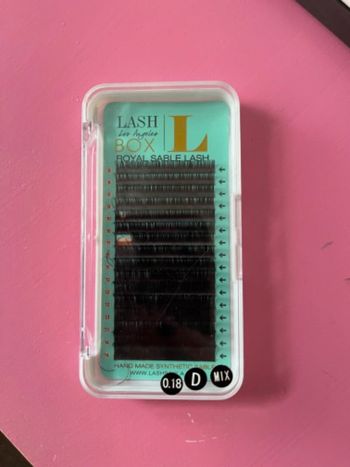 LASH
Los Angeles
BOX
L
ROYAL SABLE LASH
HAND MADE SYNTHETIC
0.18 D MIX